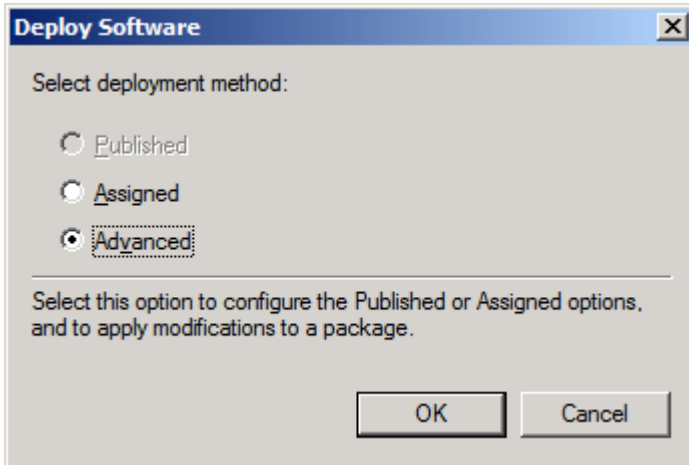 Deploy Software
Select deployment method:
Published
Assigned
Advanced
Select this option to configure the Published or Assigned options,
and to apply modifications to a package.
OK Cancel